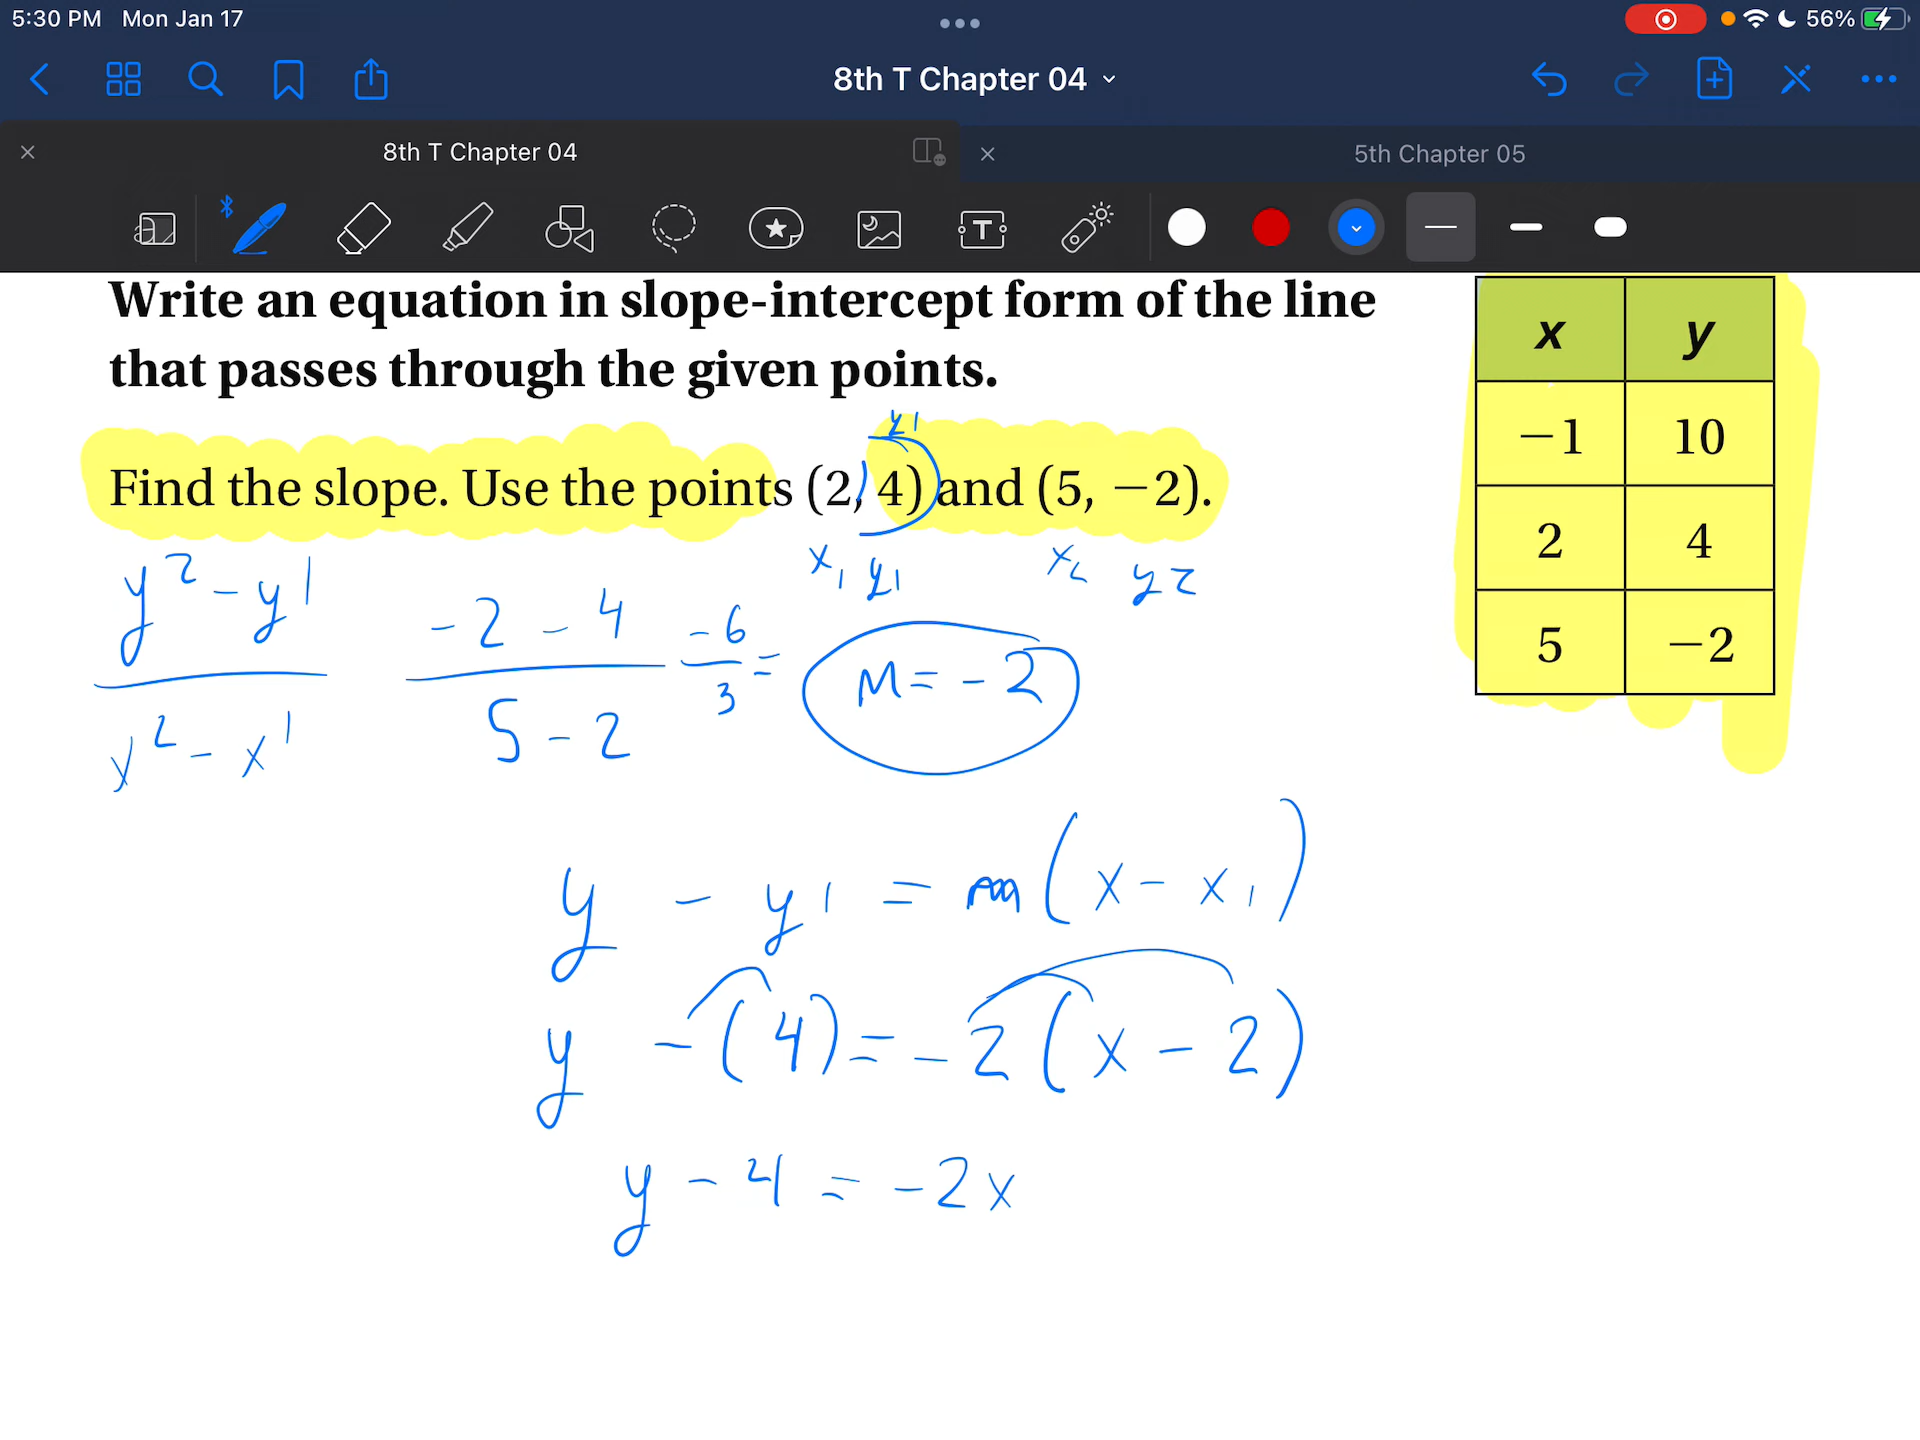 5:30 PM Mon Jan 17
56%
8th T Chapter 04
8th T Chapter 04
5th Chapter 05
Write an equation in slope-intercept form of the line
that passes through the given points.
y1
Find the slope. Use the points (2, 4) and (5, −2).
x1 y1 x2 y2
y2 - y1
x2 - x1
-2 - 4
5 - 2
-6
3
=
M = -2
y - y1 = m(x - x1)
y - (4) = -2(x - 2)
y - 4 = -2x
x y
−1 10
2 4
5 −2